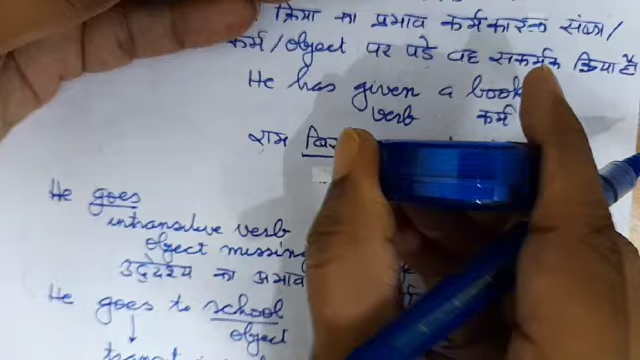 क्रिया का प्रभाव कर्म कारक संज्ञा/
कर्म/object पर पड़े वह सकर्मक क्रिया है
He has given a book
verb कर्म
राम
He goes
intransitive verb
object missing
उद्देश्य का अभाव
He goes to school
object